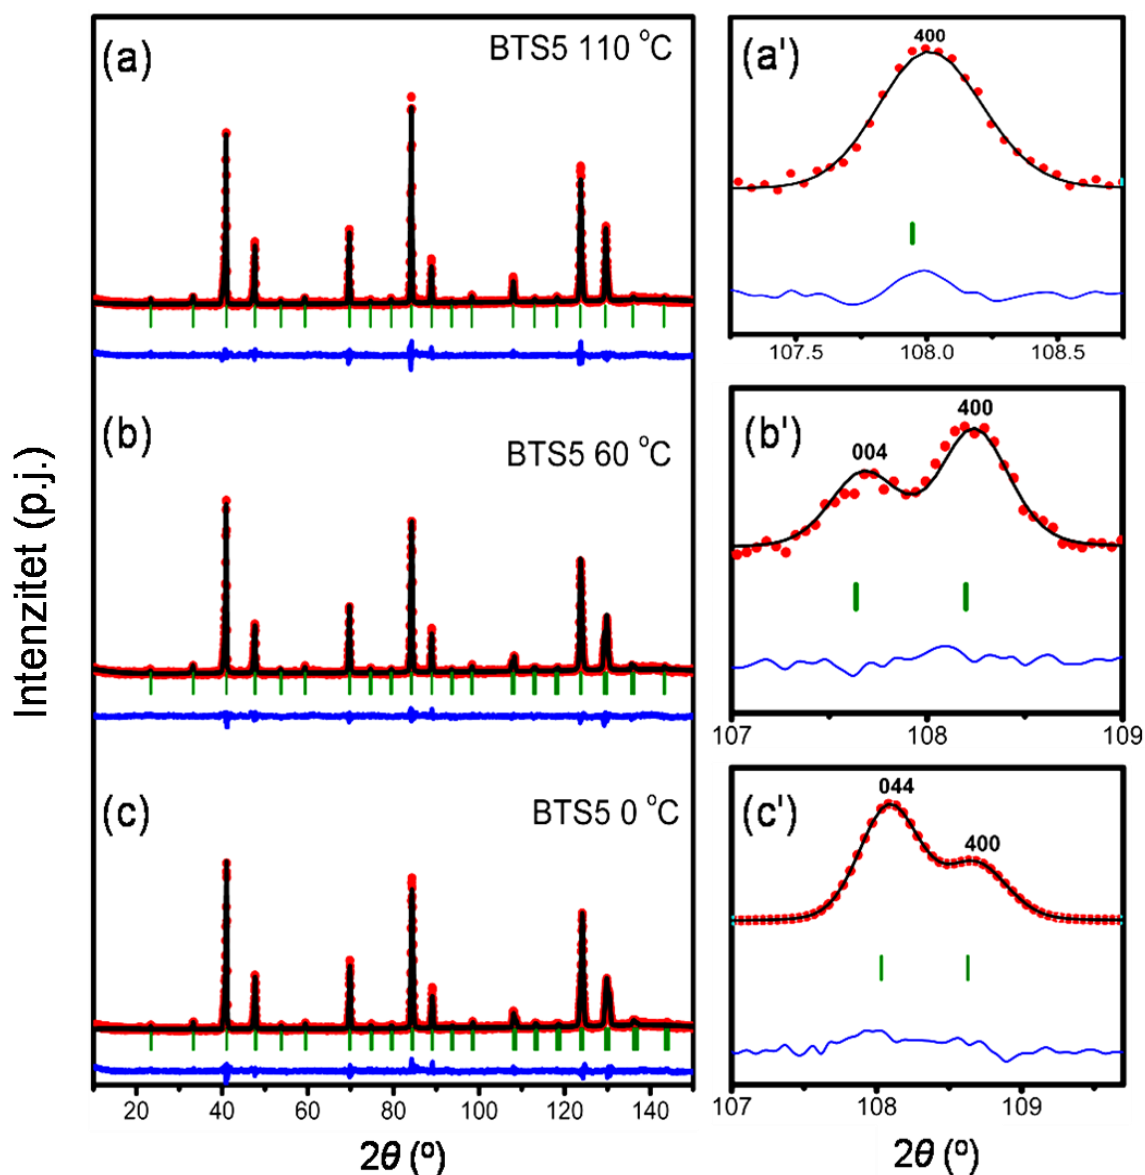 (a)
BTS5 110 °C
(a')
400
107.5 108.0 108.5
(b)
BTS5 60 °C
(b')
004
400
107 108 109
(c)
BTS5 0 °C
(c')
044
400
107 108 109
20 40 60 80 100 120 140
2θ (°)
2θ (°)
Intenzitet (p.j.)